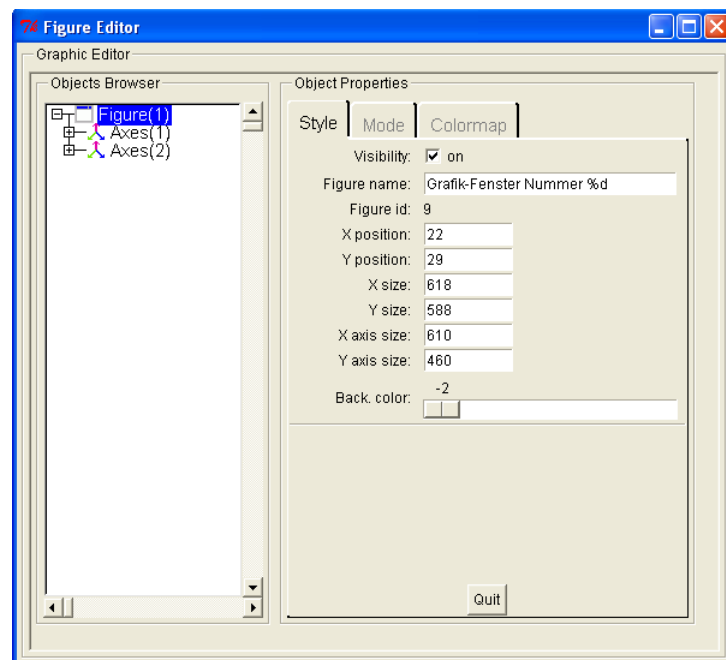 Figure Editor
Graphic Editor
Objects Browser
Figure(1)
Axes(1)
Axes(2)
Object Properties
Style Mode Colormap
Visibility: on
Figure name: Grafik-Fenster Nummer %d
Figure id: 9
X position: 22
Y position: 29
X size: 618
Y size: 588
X axis size: 610
Y axis size: 460
-2
Back. color:
Quit